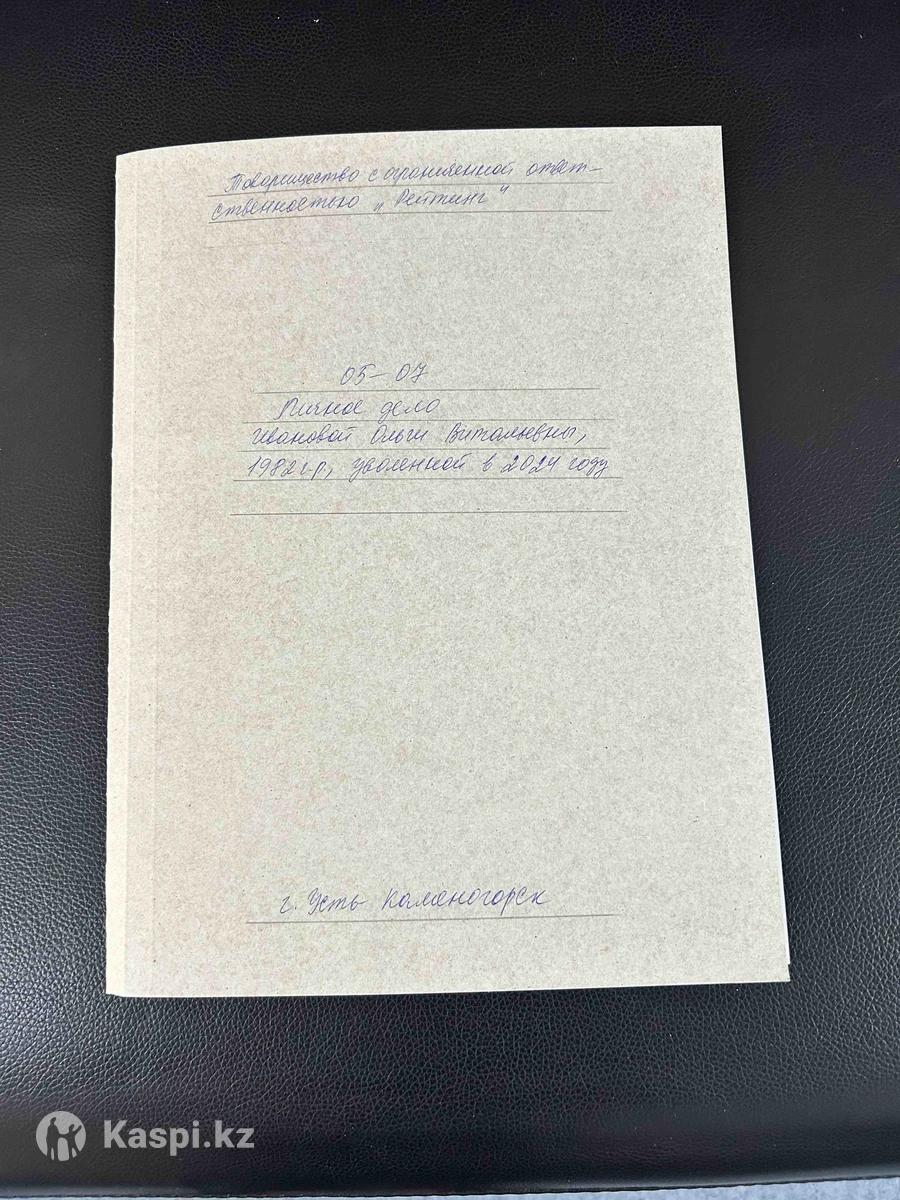 Товарищество с ограниченной ответ-
ственностью „Рейтинг"
05-07
Личное дело
Ивановой Ольги Витальевны,
1982 г.р., уволенной в 2024 году
г. Усть Каменогорск
Kaspi.kz